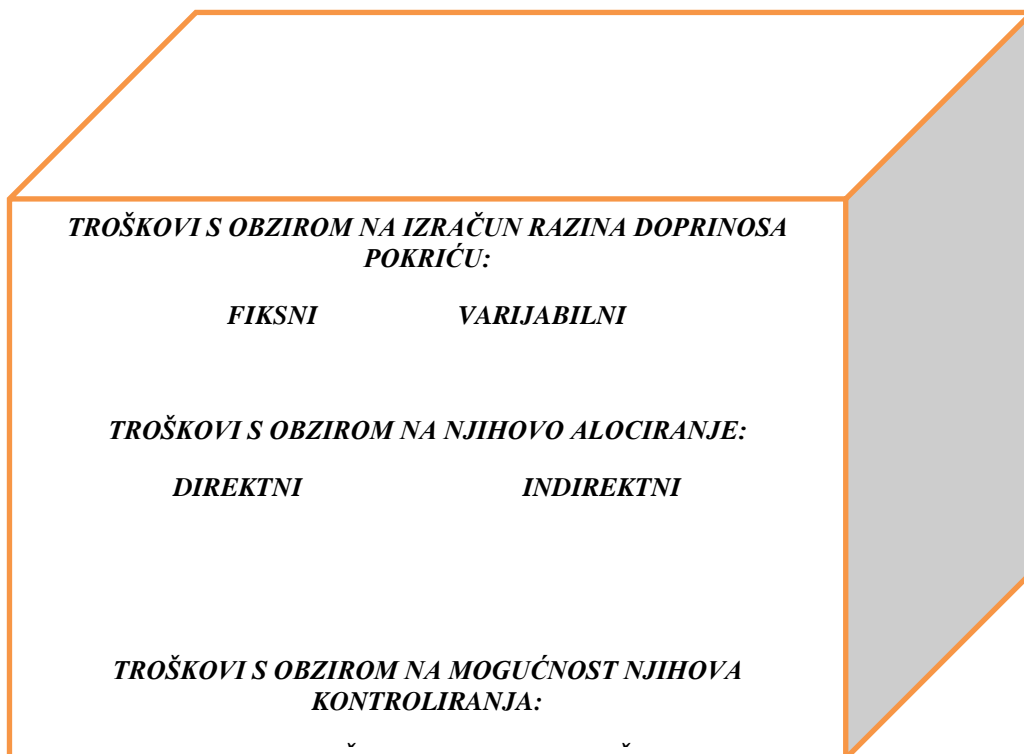 TROŠKOVI S OBZIROM NA IZRAČUN RAZINA DOPRINOSA
POKRIĆU:
FIKSNI VARIJABILNI
TROŠKOVI S OBZIROM NA NJIHOVO ALOCIRANJE:
DIREKTNI INDIREKTNI
TROŠKOVI S OBZIROM NA MOGUĆNOST NJIHOVA
KONTROLIRANJA: